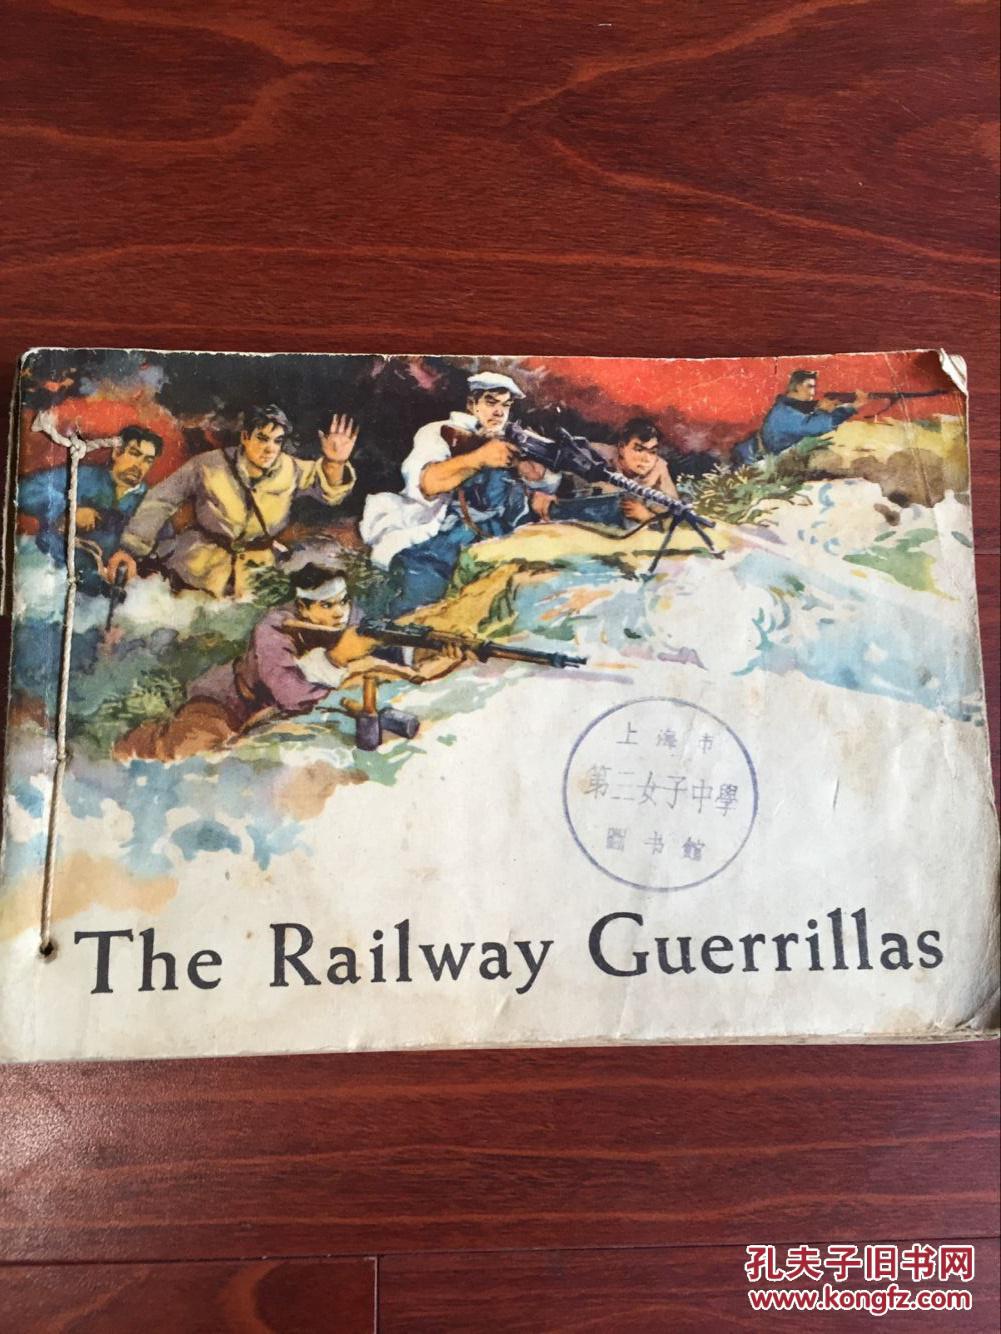 上海市
第二女子中學
圖书館
The Railway Guerrillas
孔夫子旧书网
www.kongfz.com